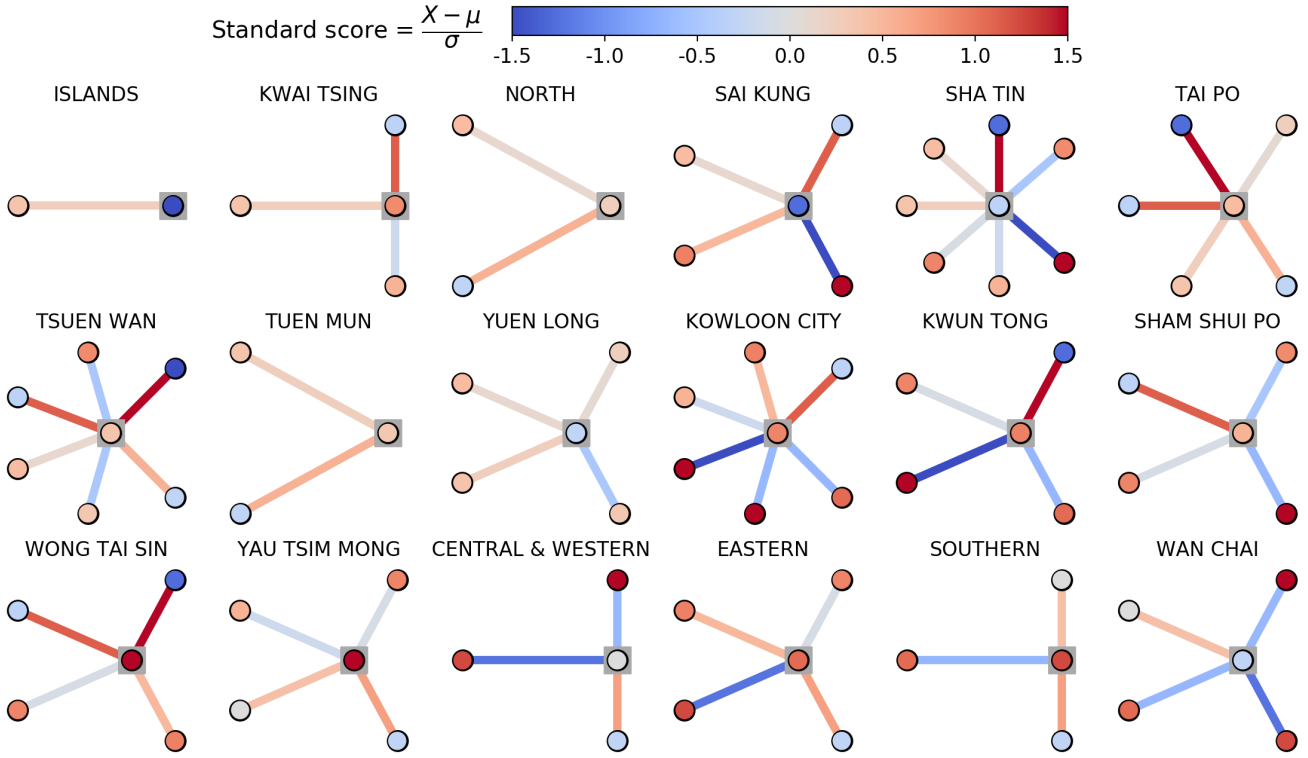 Standard score = X − μ / σ
-1.5 -1.0 -0.5 0.0 0.5 1.0 1.5
ISLANDS KWAI TSING NORTH SAI KUNG SHA TIN TAI PO
TSUEN WAN TUEN MUN YUEN LONG KOWLOON CITY KWUN TONG SHAM SHUI PO
WONG TAI SIN YAU TSIM MONG CENTRAL & WESTERN EASTERN SOUTHERN WAN CHAI